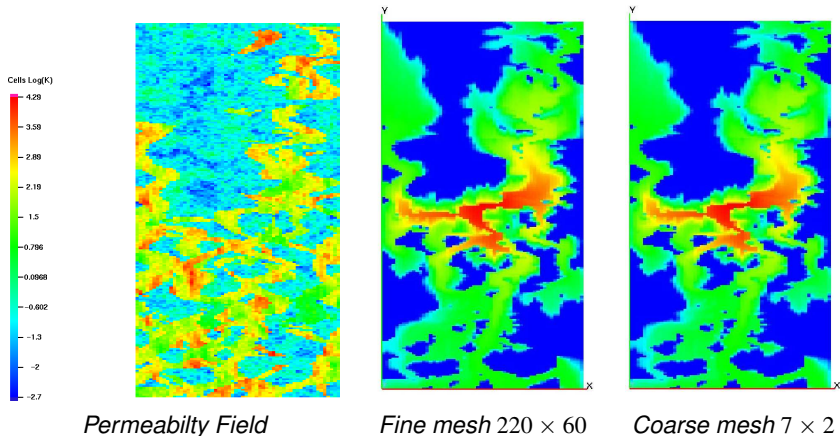 Y
Y
Cells Log(K)
4.29
3.59
2.89
2.19
1.5
0.796
0.0968
-0.602
-1.3
-2
-2.7
X
X
Permeabilty Field
Fine mesh 220 × 60
Coarse mesh 7 × 2